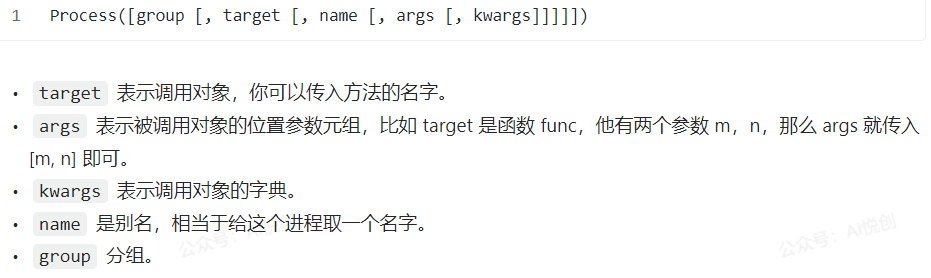 1 Process([group [, target [, name [, args [, kwargs]]]]])
• target 表示调用对象，你可以传入方法的名字。
• args 表示被调用对象的位置参数元组，比如 target 是函数 func，他有两个参数 m，n，那么 args 就传入
[m, n] 即可。
• kwargs 表示调用对象的字典。
• name 是别名，相当于给这个进程取一个名字。
• group 分组。
公众号：
公众号：AI悦创